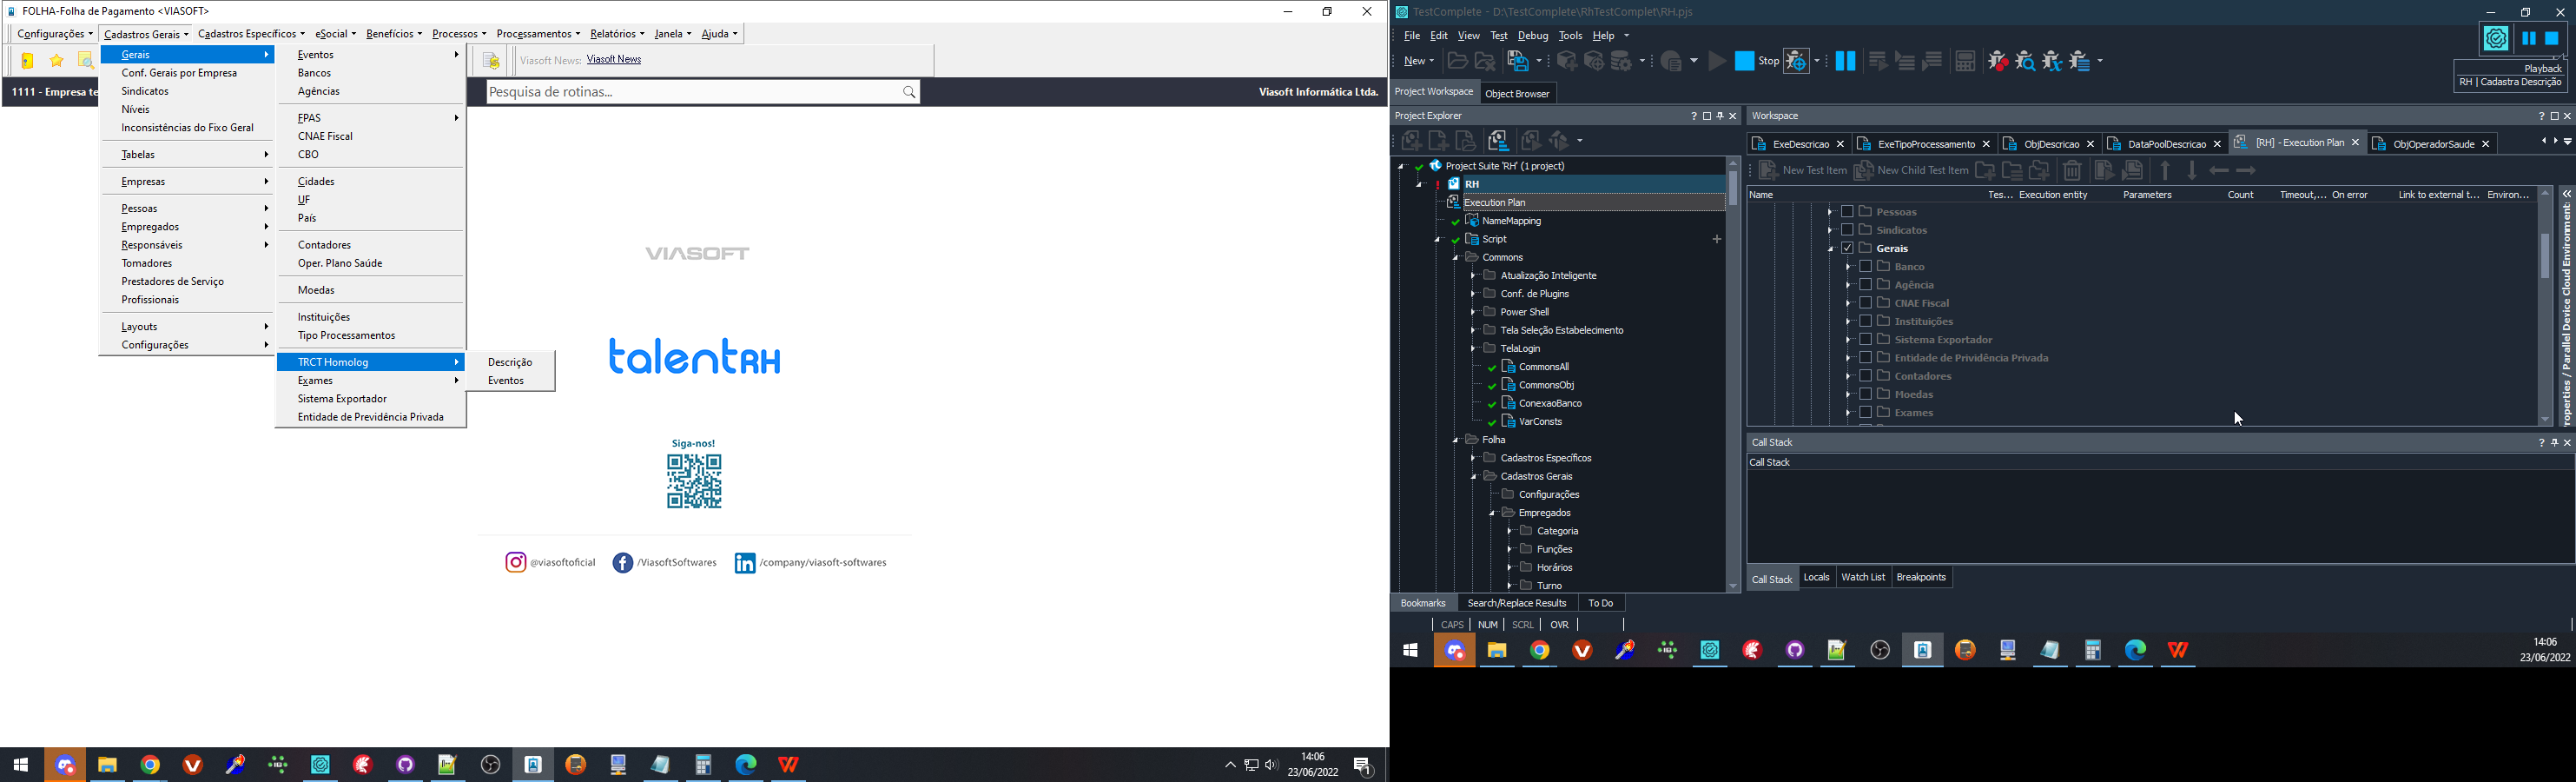 FOLHA-Folha de Pagamento <VIASOFT>
Configurações Cadastros Gerais Cadastros Específicos eSocial Benefícios Processos Processamentos Relatórios Janela Ajuda
Viasoft News: Viasoft News
1111 - Empresa te
Pesquisa de rotinas...
Viasoft Informática Ltda.
Gerais
Conf. Gerais por Empresa
Sindicatos
Níveis
Inconsistências do Fixo Geral
Tabelas
Empresas
Pessoas
Empregados
Responsáveis
Tomadores
Prestadores de Serviço
Profissionais
Layouts
Configurações
Eventos
Bancos
Agências
FPAS
CNAE Fiscal
CBO
Cidades
UF
País
Contadores
Oper. Plano Saúde
Moedas
Instituições
Tipo Processamentos
TRCT Homolog
Exames
Sistema Exportador
Entidade de Previdência Privada
Descrição
Eventos
VIASOFT
talentRH
Siga-nos!
@viasoftoficial
/ViasoftSoftwares
/company/viasoft-softwares
14:06
23/06/2022
1
TestComplete - D:\TestComplete\RhTestComplet\RH.pjs
File Edit View Test Debug Tools Help
New
Stop
Playback
RH | Cadastra Descrição
Project Workspace
Object Browser
Project Explorer
Project Suite 'RH' (1 project)
RH
Execution Plan
NameMapping
Script
Commons
Atualização Inteligente
Conf. de Plugins
Power Shell
Tela Seleção Estabelecimento
TelaLogin
CommonsAll
CommonsObj
ConexaoBanco
VarConsts
Folha
Cadastros Específicos
Cadastros Gerais
Configurações
Empregados
Categoria
Funções
Horários
Turno
Workspace
ExeDescricao
ExeTipoProcessamento
ObjDescricao
DataPoolDescricao
[RH] - Execution Plan
ObjOperadorSaude
New Test Item
New Child Test Item
Name Tes... Execution entity Parameters Count Timeout,... On error Link to external t... Environ...
Pessoas
Sindicatos
Gerais
Banco
Agência
CNAE Fiscal
Instituições
Sistema Exportador
Entidade de Prividência Privada
Contadores
Moedas
Exames
roperties / Parallel Device Cloud Environment:
Call Stack
Call Stack
Call Stack
Locals
Watch List
Breakpoints
Bookmarks
Search/Replace Results
To Do
CAPS NUM SCRL OVR
14:06
23/06/2022